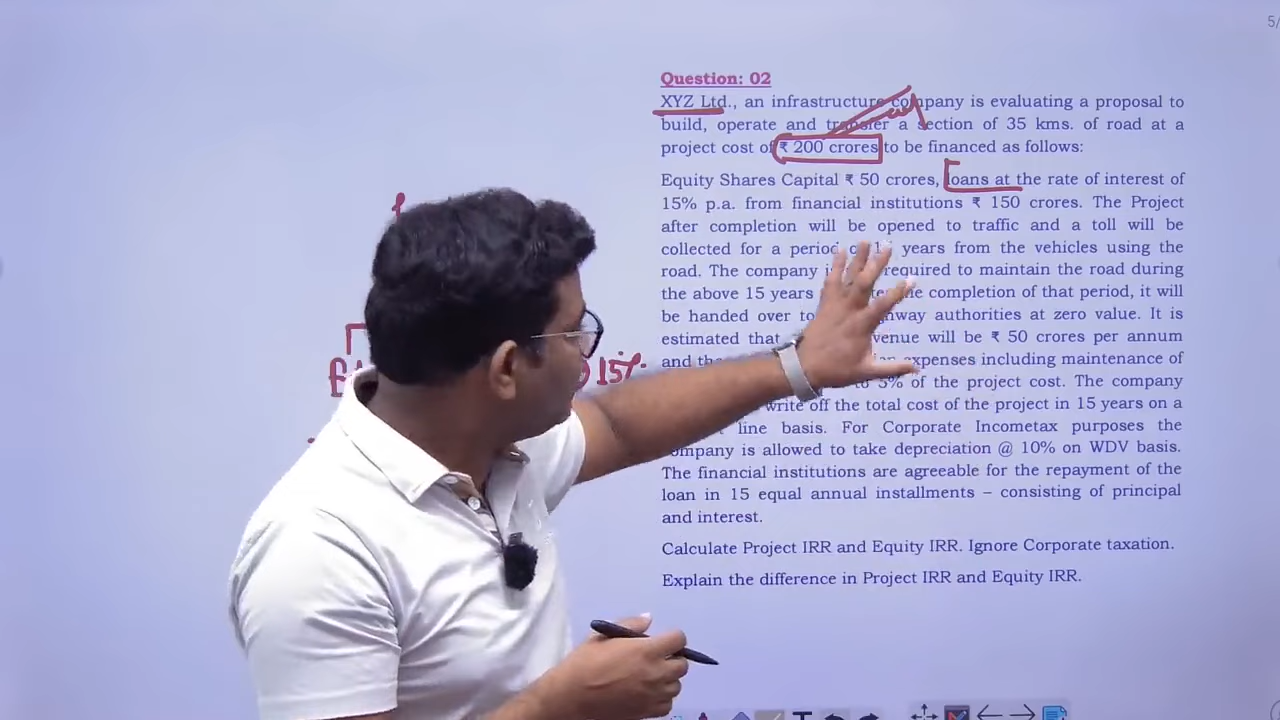 5/
Question: 02
XYZ Ltd., an infrastructure company is evaluating a proposal to
build, operate and transfer a section of 35 kms. of road at a
project cost of ₹ 200 crores to be financed as follows:
Equity Shares Capital ₹ 50 crores, loans at the rate of interest of
15% p.a. from financial institutions ₹ 150 crores. The Project
after completion will be opened to traffic and a toll will be
collected for a period years from the vehicles using the
road. The company required to maintain the road during
the above 15 years the completion of that period, it will
be handed over to authorities at zero value. It is
estimated that will be ₹ 50 crores per annum
and expenses including maintenance of
to 5% of the project cost. The company
write off the total cost of the project in 15 years on a
line basis. For Corporate Incometax purposes the
company is allowed to take depreciation @ 10% on WDV basis.
The financial institutions are agreeable for the repayment of the
loan in 15 equal annual installments – consisting of principal
and interest.
Calculate Project IRR and Equity IRR. Ignore Corporate taxation.
Explain the difference in Project IRR and Equity IRR.
15%